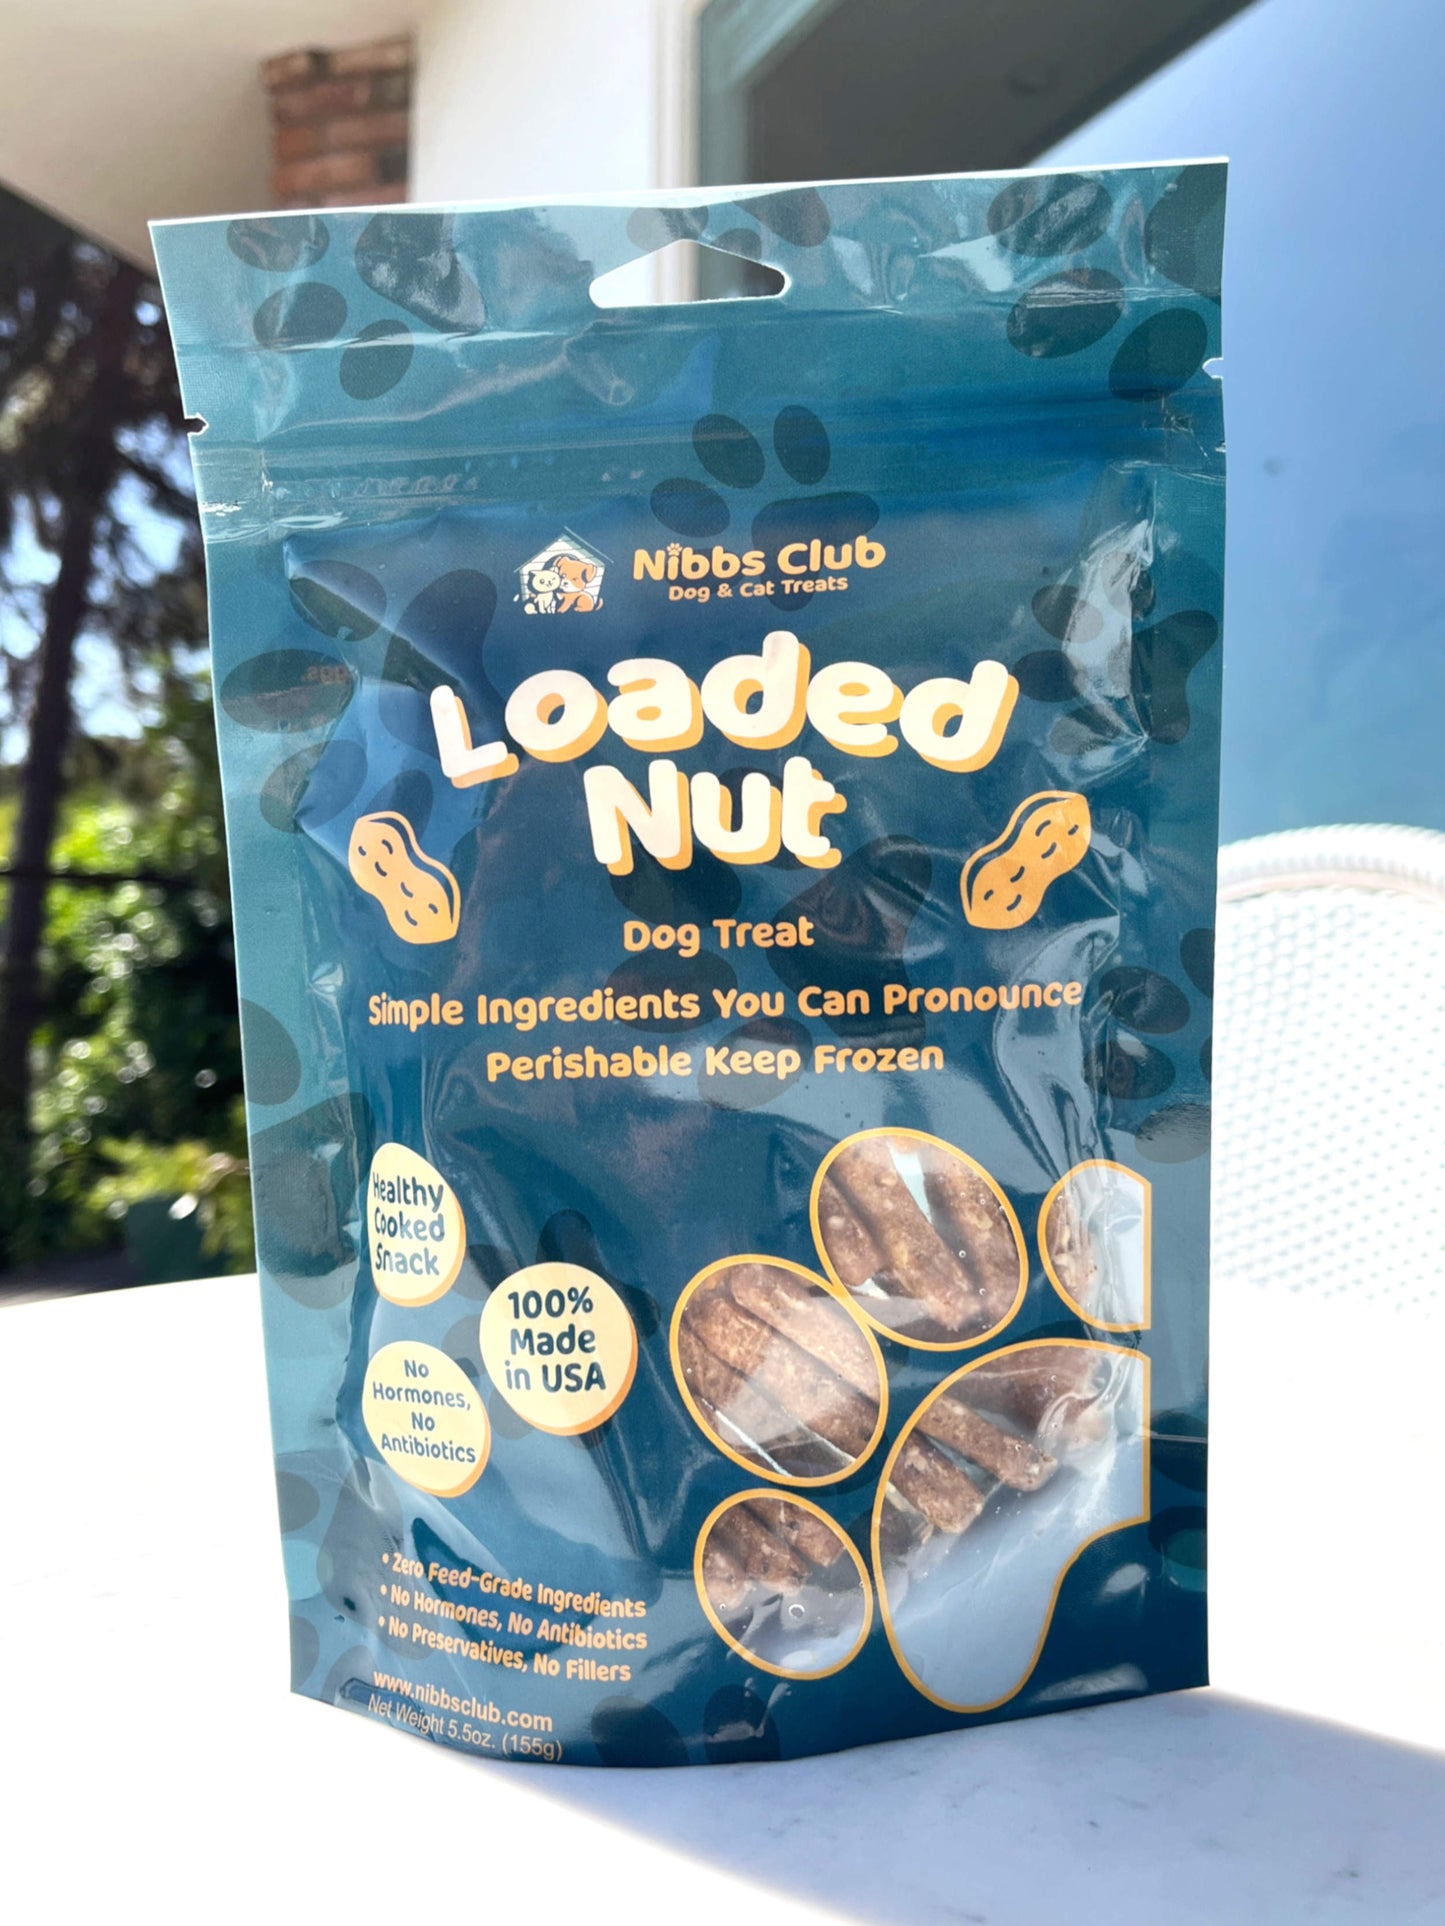 Nibbs Club
Dog & Cat Treats
Loaded
Nut
Dog Treat
Simple Ingredients You Can Pronounce
Perishable Keep Frozen
Healthy
Cooked
Snack
100%
Made
in USA
No
Hormones,
No
Antibiotics
• Zero Feed-Grade Ingredients
• No Hormones, No Antibiotics
• No Preservatives, No Fillers
www.nibbsclub.com
Net Weight 5.5oz. (155g)